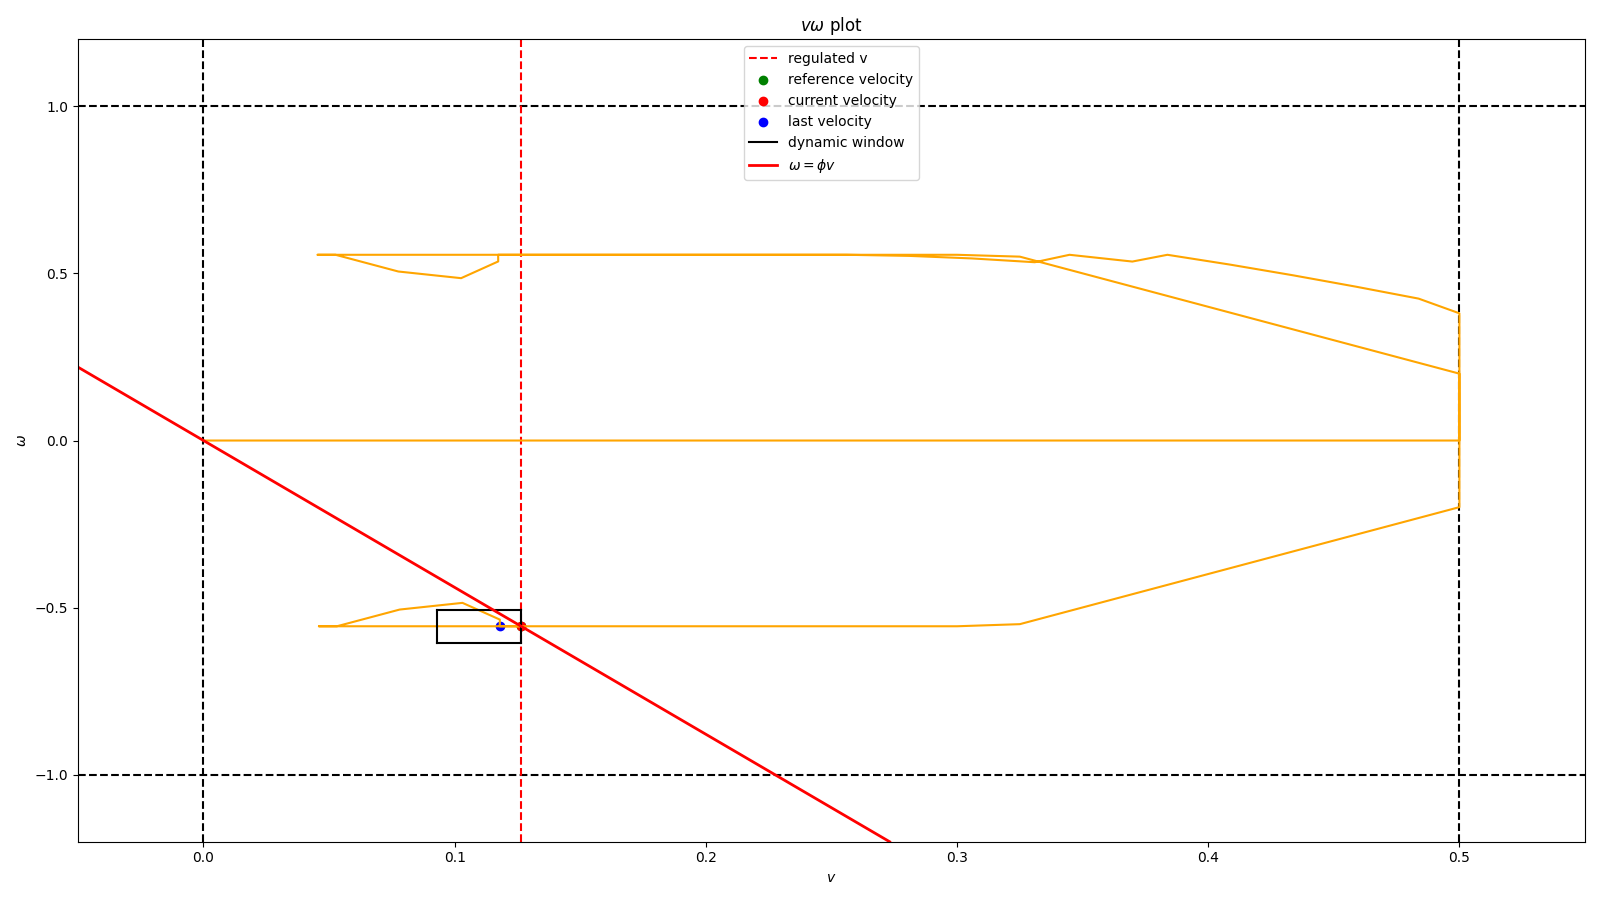 vω plot
regulated v
reference velocity
current velocity
last velocity
dynamic window
ω = ϕv
1.0
0.5
0.0
−0.5
−1.0
ω
0.0 0.1 0.2 0.3 0.4 0.5
v